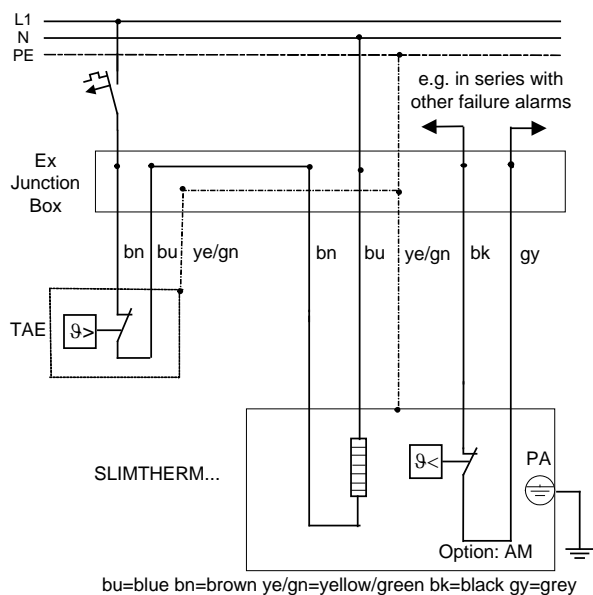 L1
N
PE
e.g. in series with
other failure alarms
Ex
Junction
Box
bn bu ye/gn bn bu ye/gn bk gy
TAE
ϑ>
ϑ<
PA
SLIMTHERM...
Option: AM
bu=blue bn=brown ye/gn=yellow/green bk=black gy=grey